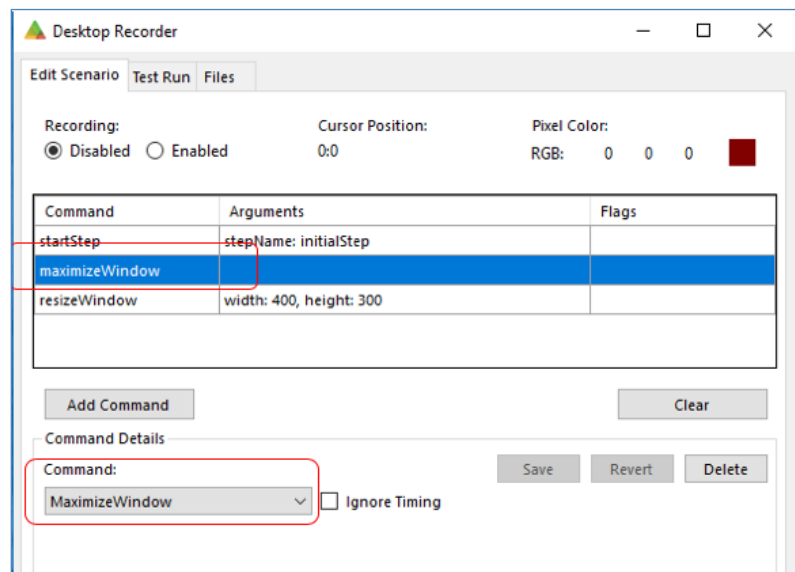 Desktop Recorder
Edit Scenario Test Run Files
Recording: Cursor Position: Pixel Color:
Disabled Enabled 0:0 RGB: 0 0 0
Command Arguments Flags
startStep stepName: initialStep
maximizeWindow
resizeWindow width: 400, height: 300
Add Command Clear
Command Details
Command: Save Revert Delete
MaximizeWindow Ignore Timing